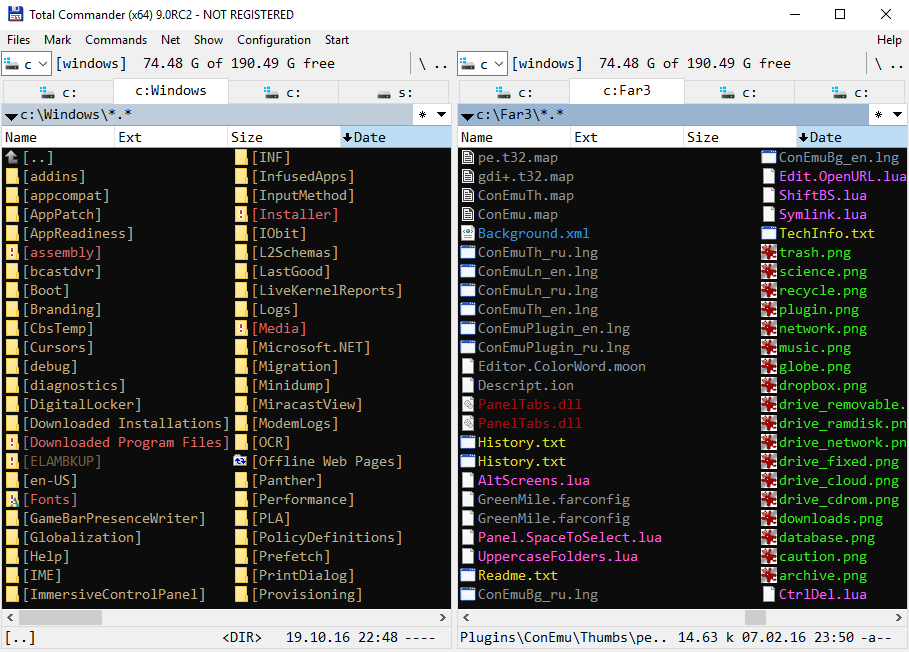 Total Commander (x64) 9.0RC2 - NOT REGISTERED
Files Mark Commands Net Show Configuration Start Help
c [windows] 74.48 G of 190.49 G free \ ..
c: c:Windows c: s:
c:\Windows\*.* * 
Name Ext Size Date
[..]
[addins]
[appcompat]
[AppPatch]
[AppReadiness]
[assembly]
[bcastdvr]
[Boot]
[Branding]
[CbsTemp]
[Cursors]
[debug]
[diagnostics]
[DigitalLocker]
[Downloaded Installations]
[Downloaded Program Files]
[ELAMBKUP]
[en-US]
[Fonts]
[GameBarPresenceWriter]
[Globalization]
[Help]
[IME]
[ImmersiveControlPanel]
[INF]
[InfusedApps]
[InputMethod]
[Installer]
[IObit]
[L2Schemas]
[LastGood]
[LiveKernelReports]
[Logs]
[Media]
[Microsoft.NET]
[Migration]
[Minidump]
[MiracastView]
[ModemLogs]
[OCR]
[Offline Web Pages]
[Panther]
[Performance]
[PLA]
[PolicyDefinitions]
[Prefetch]
[PrintDialog]
[Provisioning]
[..] <DIR> 19.10.16 22:48 ----
c [windows] 74.48 G of 190.49 G free \ ..
c: c:Far3 c: c:
c:\Far3\*.* *
Name Ext Size Date
pe.t32.map
gdi+.t32.map
ConEmuTh.map
ConEmu.map
Background.xml
ConEmuTh_ru.lng
ConEmuLn_en.lng
ConEmuLn_ru.lng
ConEmuTh_en.lng
ConEmuPlugin_en.lng
ConEmuPlugin_ru.lng
Editor.ColorWord.moon
Descript.ion
PanelTabs.dll
PanelTabs.dll
History.txt
History.txt
AltScreens.lua
GreenMile.farconfig
GreenMile.farconfig
Panel.SpaceToSelect.lua
UppercaseFolders.lua
Readme.txt
ConEmuBg_ru.lng
ConEmuBg_en.lng
Edit.OpenURL.lua
ShiftBS.lua
Symlink.lua
TechInfo.txt
trash.png
science.png
recycle.png
plugin.png
network.png
music.png
globe.png
dropbox.png
drive_removable.
drive_ramdisk.pn
drive_network.pn
drive_fixed.png
drive_cloud.png
drive_cdrom.png
downloads.png
database.png
caution.png
archive.png
CtrlDel.lua
Plugins\ConEmu\Thumbs\pe.. 14.63 k 07.02.16 23:50 -a--